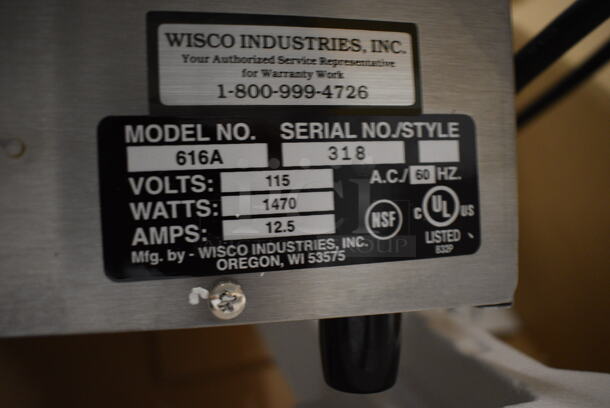 WISCO INDUSTRIES, INC.
Your Authorized Service Representative
for Warranty Work
1-800-999-4726
MODEL NO. SERIAL NO./STYLE
616A 318
VOLTS: 115 A.C./ 60 HZ.
WATTS: 1470
AMPS: 12.5
NSF
C UL US
LISTED
633P
Mfg. by - WISCO INDUSTRIES, INC.
OREGON, WI 53575